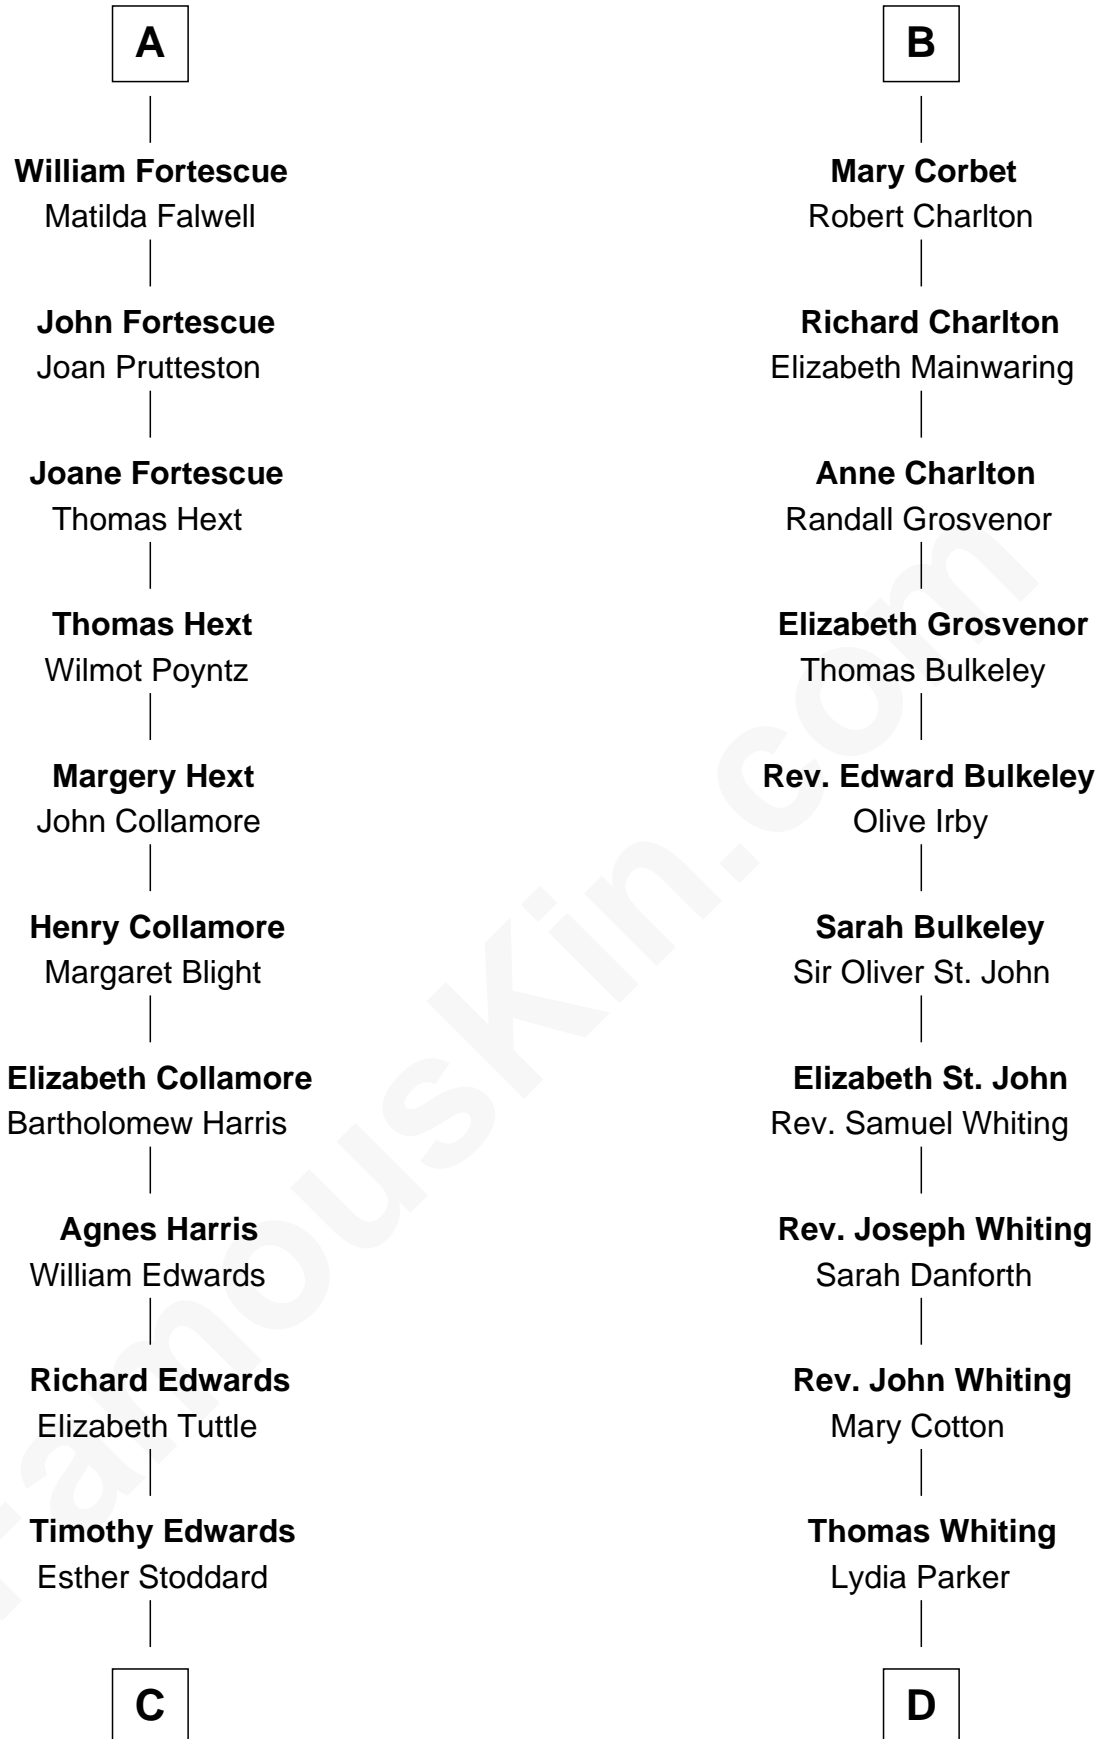 A
William Fortescue
Matilda Falwell
John Fortescue
Joan Prutteston
Joane Fortescue
Thomas Hext
Thomas Hext
Wilmot Poyntz
Margery Hext
John Collamore
Henry Collamore
Margaret Blight
Elizabeth Collamore
Bartholomew Harris
Agnes Harris
William Edwards
Richard Edwards
Elizabeth Tuttle
Timothy Edwards
Esther Stoddard
C
B
Mary Corbet
Robert Charlton
Richard Charlton
Elizabeth Mainwaring
Anne Charlton
Randall Grosvenor
Elizabeth Grosvenor
Thomas Bulkeley
Rev. Edward Bulkeley
Olive Irby
Sarah Bulkeley
Sir Oliver St. John
Elizabeth St. John
Rev. Samuel Whiting
Rev. Joseph Whiting
Sarah Danforth
Rev. John Whiting
Mary Cotton
Thomas Whiting
Lydia Parker
D
FamousKin.com